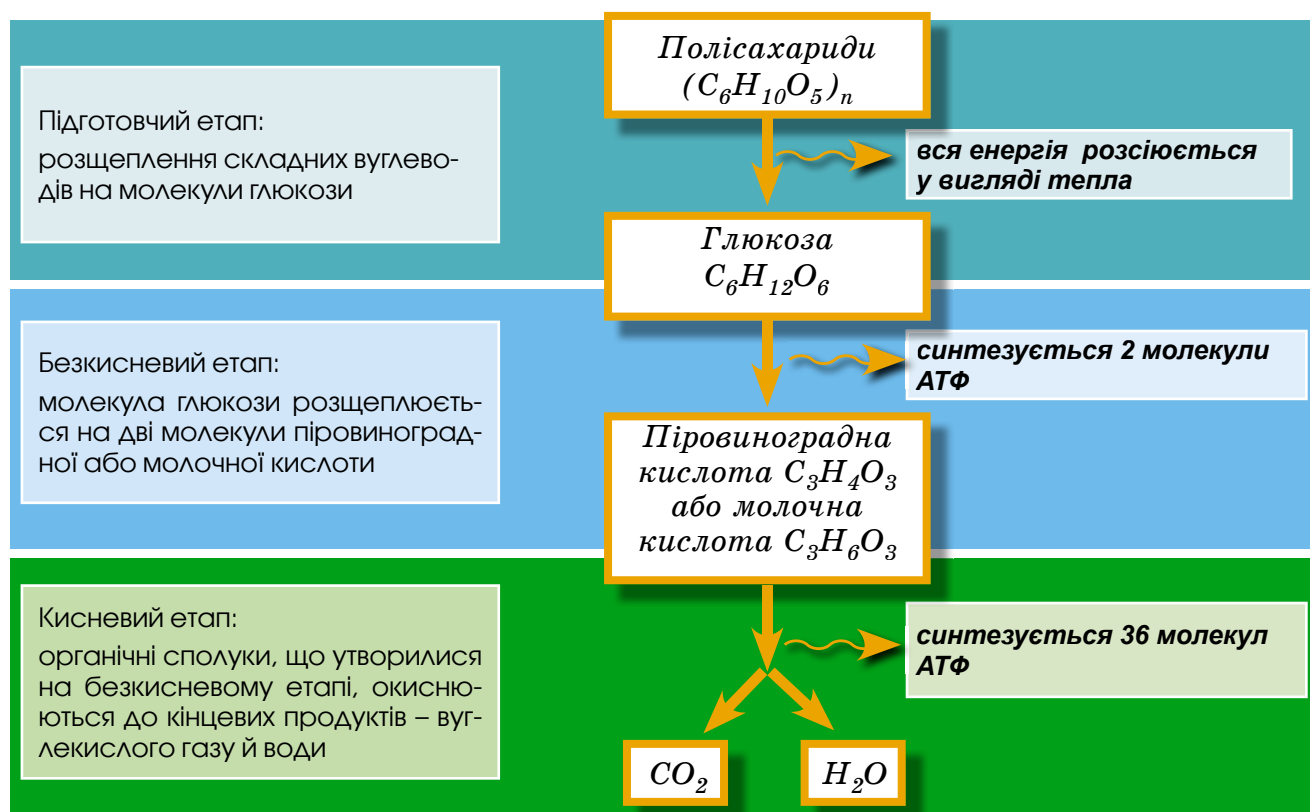 Полісахариди
(C₆H₁₀O₅)ₙ
Підготовчий етап:
розщеплення складних вуглево-
дів на молекули глюкози
вся енергія розсіюється
у вигляді тепла
Глюкоза
C₆H₁₂O₆
Безкисневий етап:
молекула глюкози розщеплюєть-
ся на дві молекули піровиноград-
ної або молочної кислоти
синтезується 2 молекули
АТФ
Піровиноградна
кислота C₃H₄O₃
або молочна
кислота C₃H₆O₃
Кисневий етап:
органічні сполуки, що утворилися
на безкисневому етапі, окисню-
ються до кінцевих продуктів – вуг-
лекислого газу й води
синтезується 36 молекул
АТФ
CO₂
H₂O